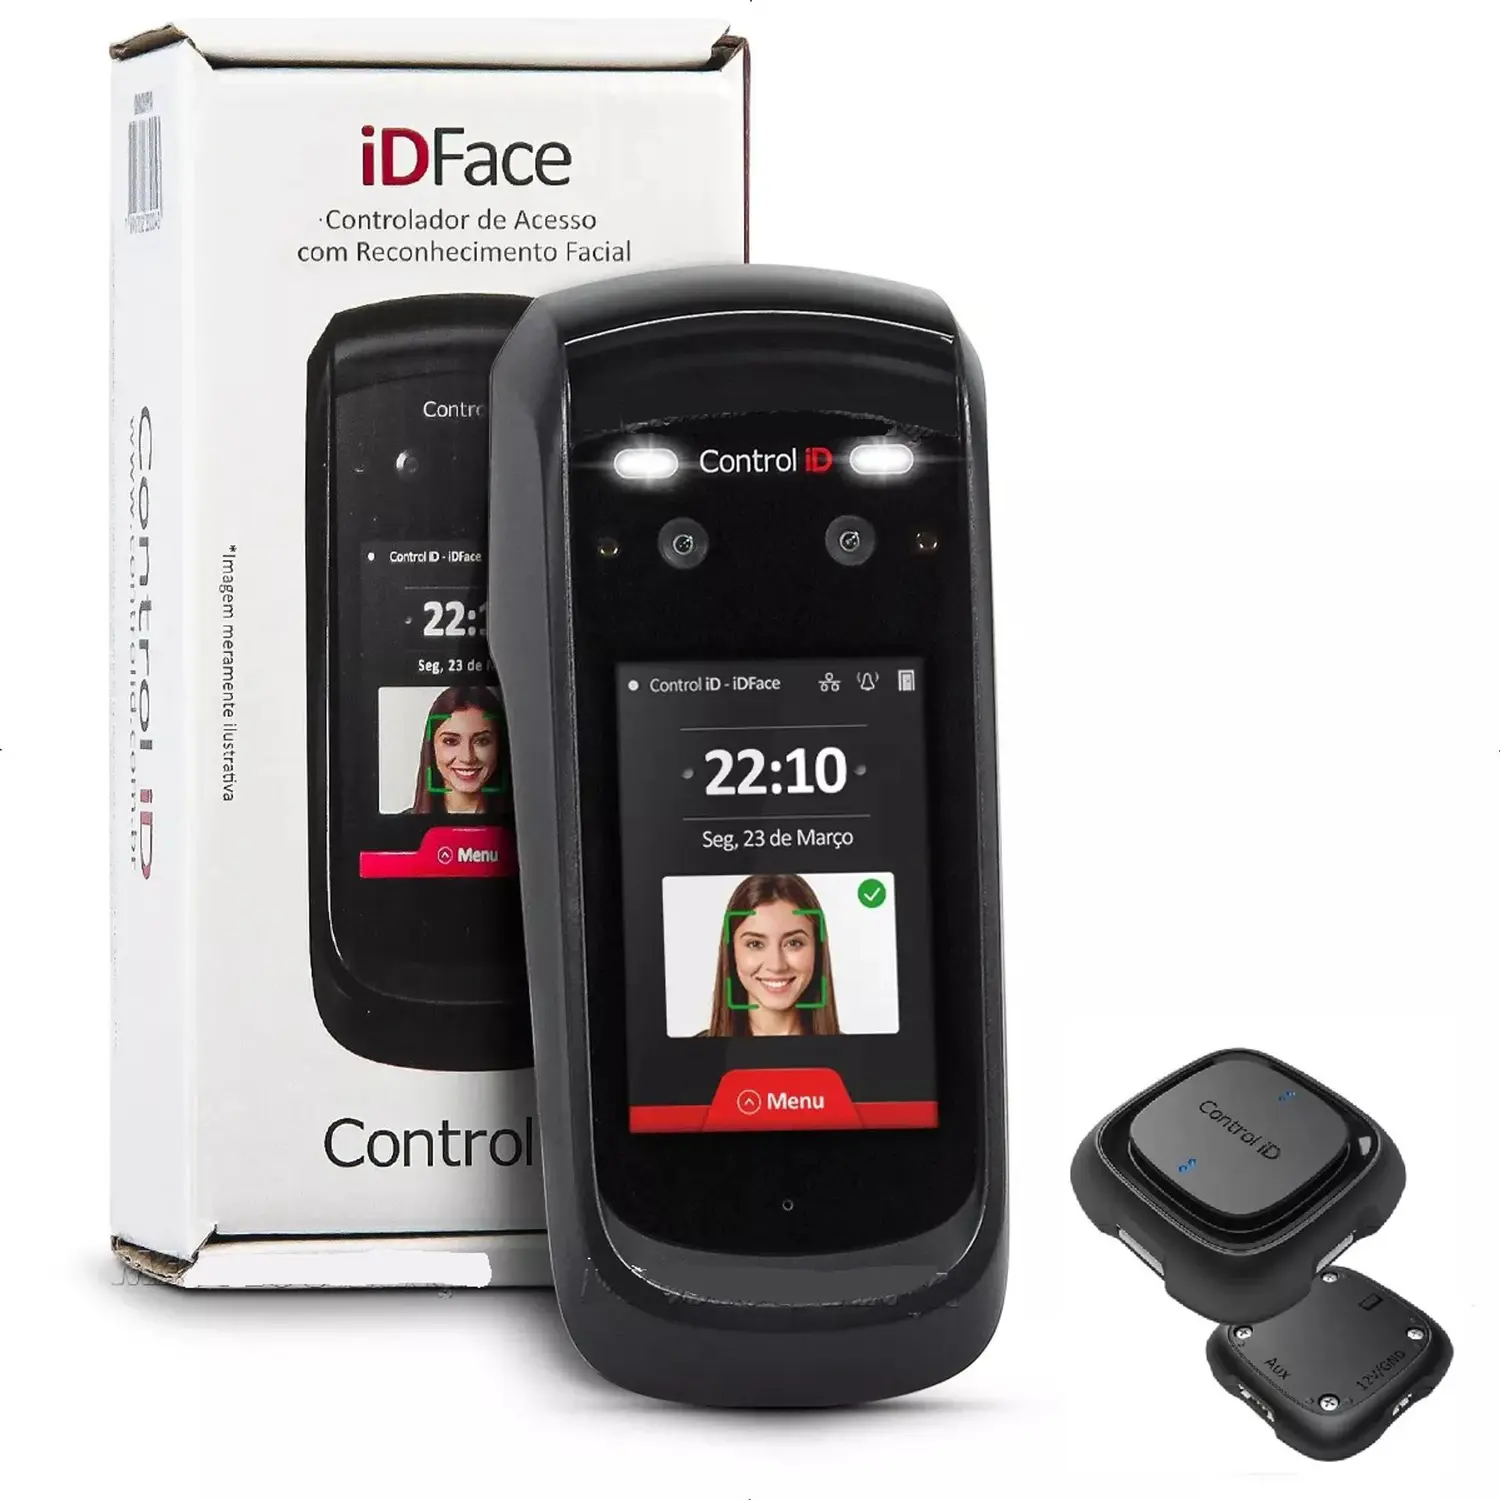 iDFace
Controlador de Acesso
com Reconhecimento Facial
Control iD
www.controlid.com.br
*Imagem meramente ilustrativa
Contro
Control iD - iDFace
22:1
Seg, 23 de
Menu
Control
Control iD
Control iD - iDFace
22:10
Seg, 23 de Março
Menu
Control iD
Aux
12V/GND